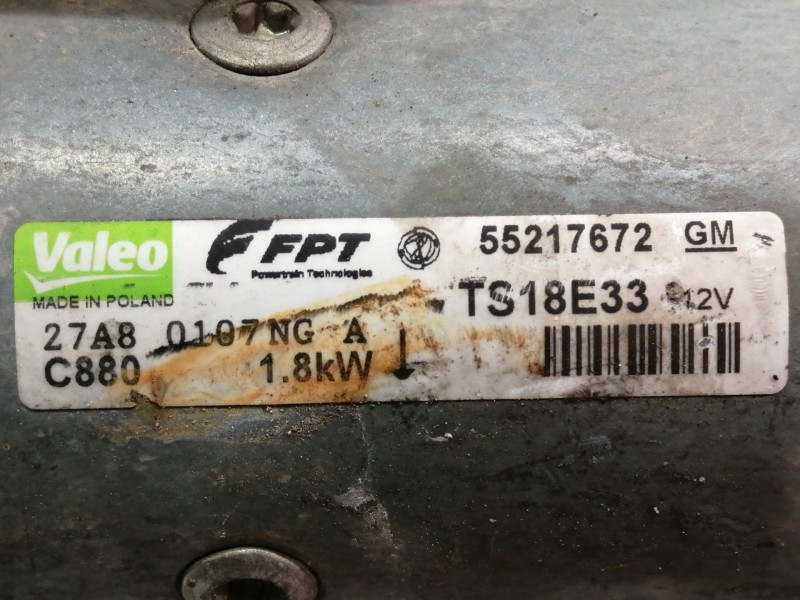 Valeo FPT 55217672 GM
Powertrain Technologies
MADE IN POLAND TS18E33 12V
27A8 0107NG A
C880 1.8kW